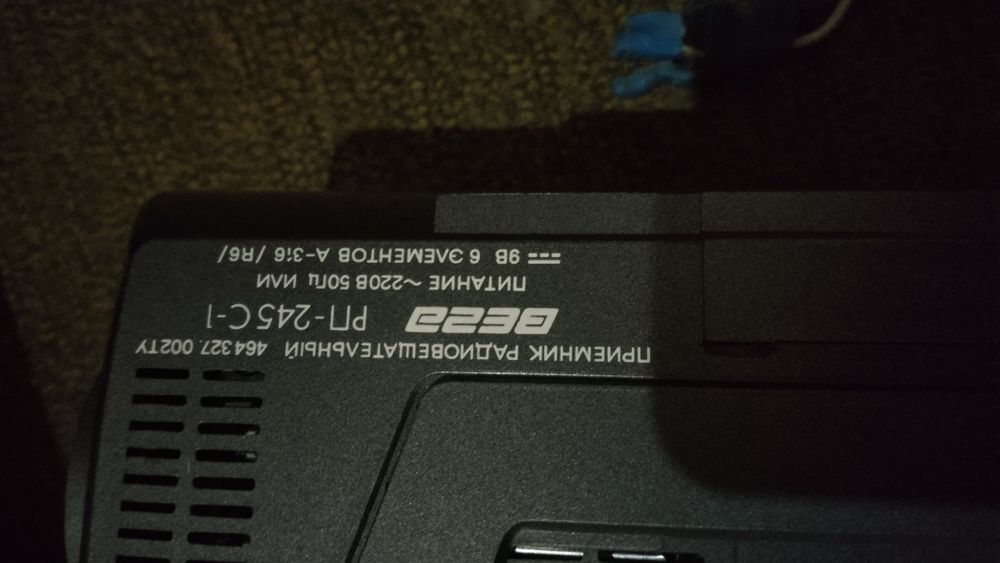 ПРИЕМНИК РАДИОВЕЩАТЕЛЬНЫЙ 464327.002ТУ
ВЕГА РП-245С-1
ПИТАНИЕ ~220В 50Гц ИЛИ
⎓ 9В 6 ЭЛЕМЕНТОВ А-316 /R6/